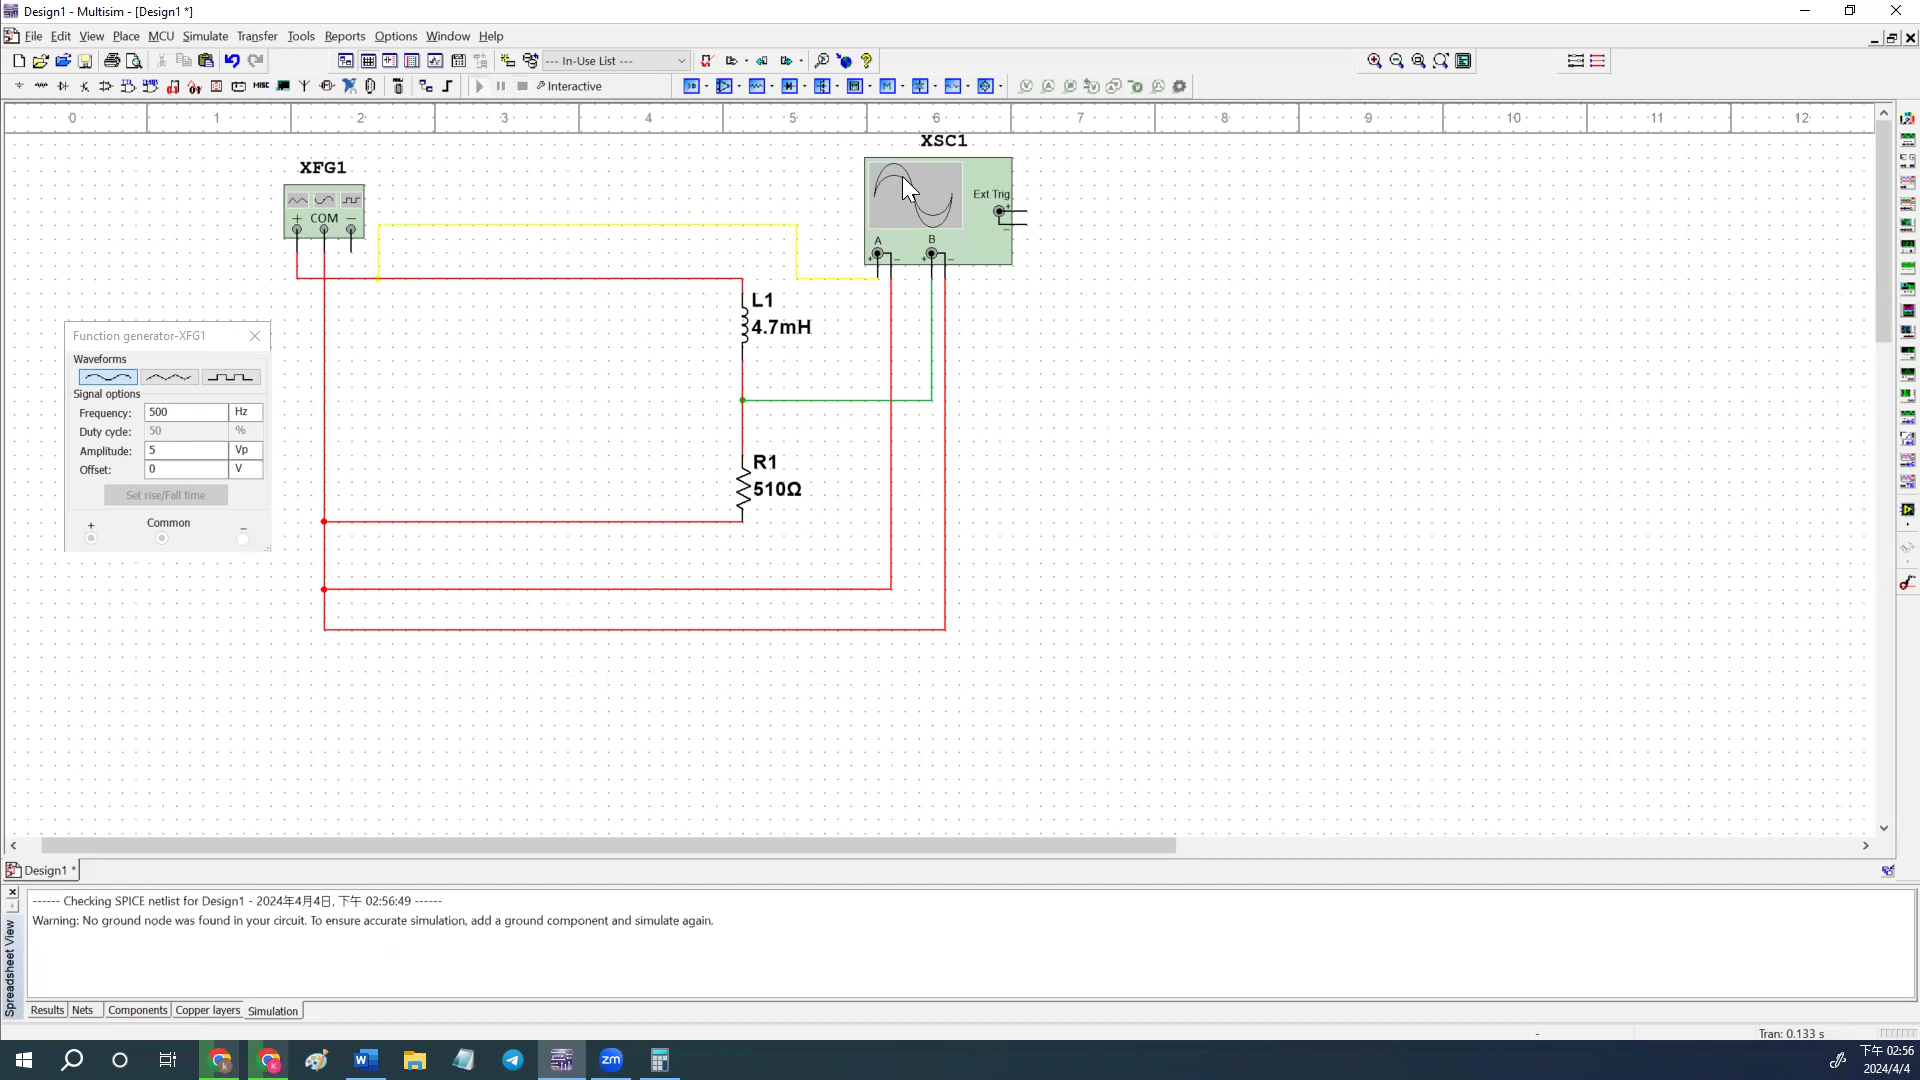 Design1 - Multisim - [Design1 *]
File Edit View Place MCU Simulate Transfer Tools Reports Options Window Help
--- In-Use List ---
MISC
Interactive
0 1 2 3 4 5 6 7 8 9 10 11 12
XSC1
XFG1
Ext Trig
+ COM −
A B
L1
4.7mH
Function generator-XFG1
Waveforms
Signal options
Frequency: 500 Hz
Duty cycle: 50 %
Amplitude: 5 Vp
Offset: 0 V
Set rise/Fall time
+ Common −
R1
510Ω
Design1 *
------ Checking SPICE netlist for Design1 - 2024年4月4日, 下午 02:56:49 ------
Warning: No ground node was found in your circuit. To ensure accurate simulation, add a ground component and simulate again.
Spreadsheet View
Results Nets Components Copper layers Simulation
- Tran: 0.133 s
W zm
下午 02:56
2024/4/4